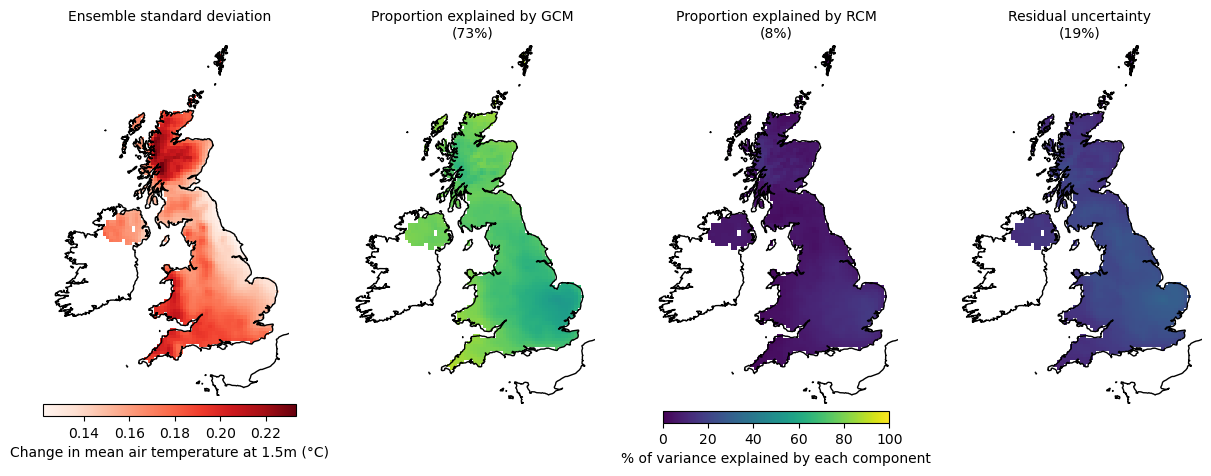 Ensemble standard deviation
Proportion explained by GCM
(73%)
Proportion explained by RCM
(8%)
Residual uncertainty
(19%)
0.14 0.16 0.18 0.20 0.22
Change in mean air temperature at 1.5m (°C)
0 20 40 60 80 100
% of variance explained by each component